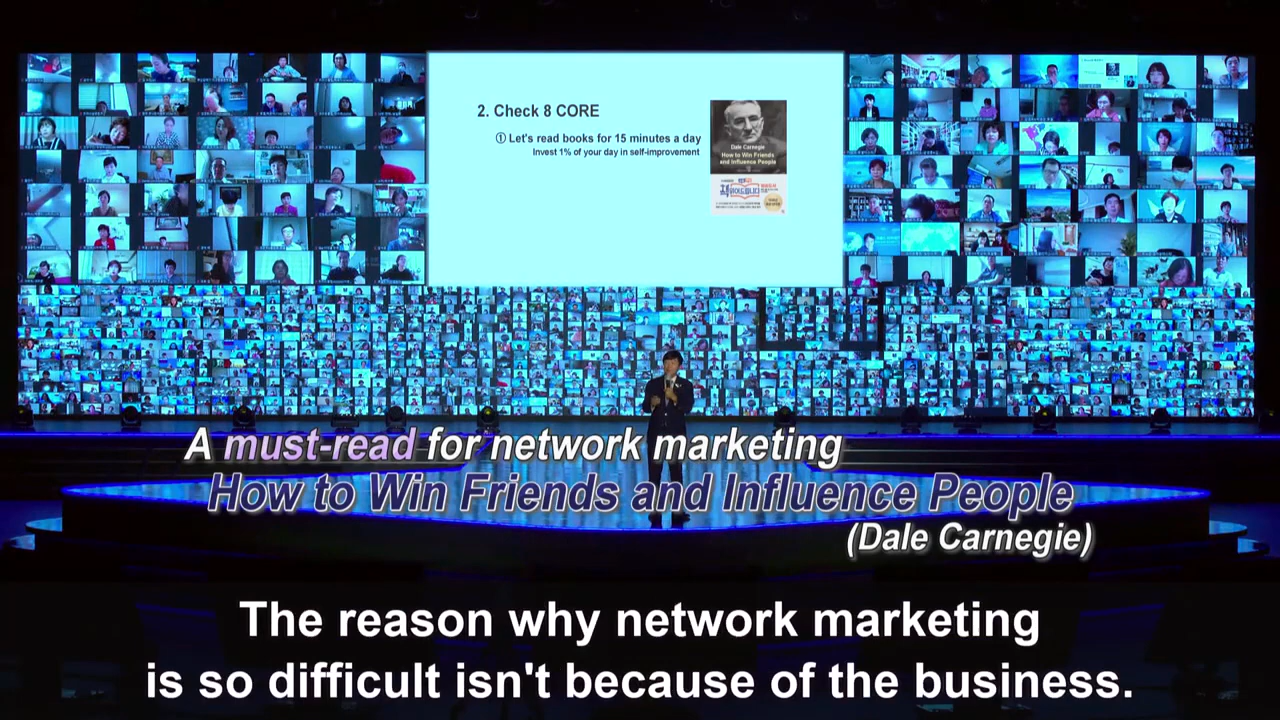 2. Check 8 CORE
① Let's read books for 15 minutes a day
Invest 1% of your day in self-improvement
Dale Carnegie
How to Win Friends
and Influence People
A must-read for network marketing
How to Win Friends and Influence People
(Dale Carnegie)
The reason why network marketing
is so difficult isn't because of the business.